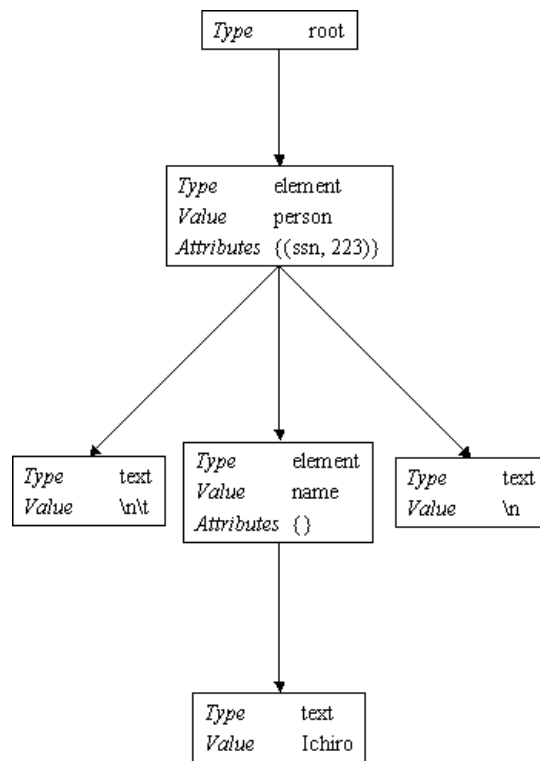 Type root
Type element
Value person
Attributes {(ssn, 223)}
Type text
Value \n\t
Type element
Value name
Attributes {}
Type text
Value \n
Type text
Value Ichiro